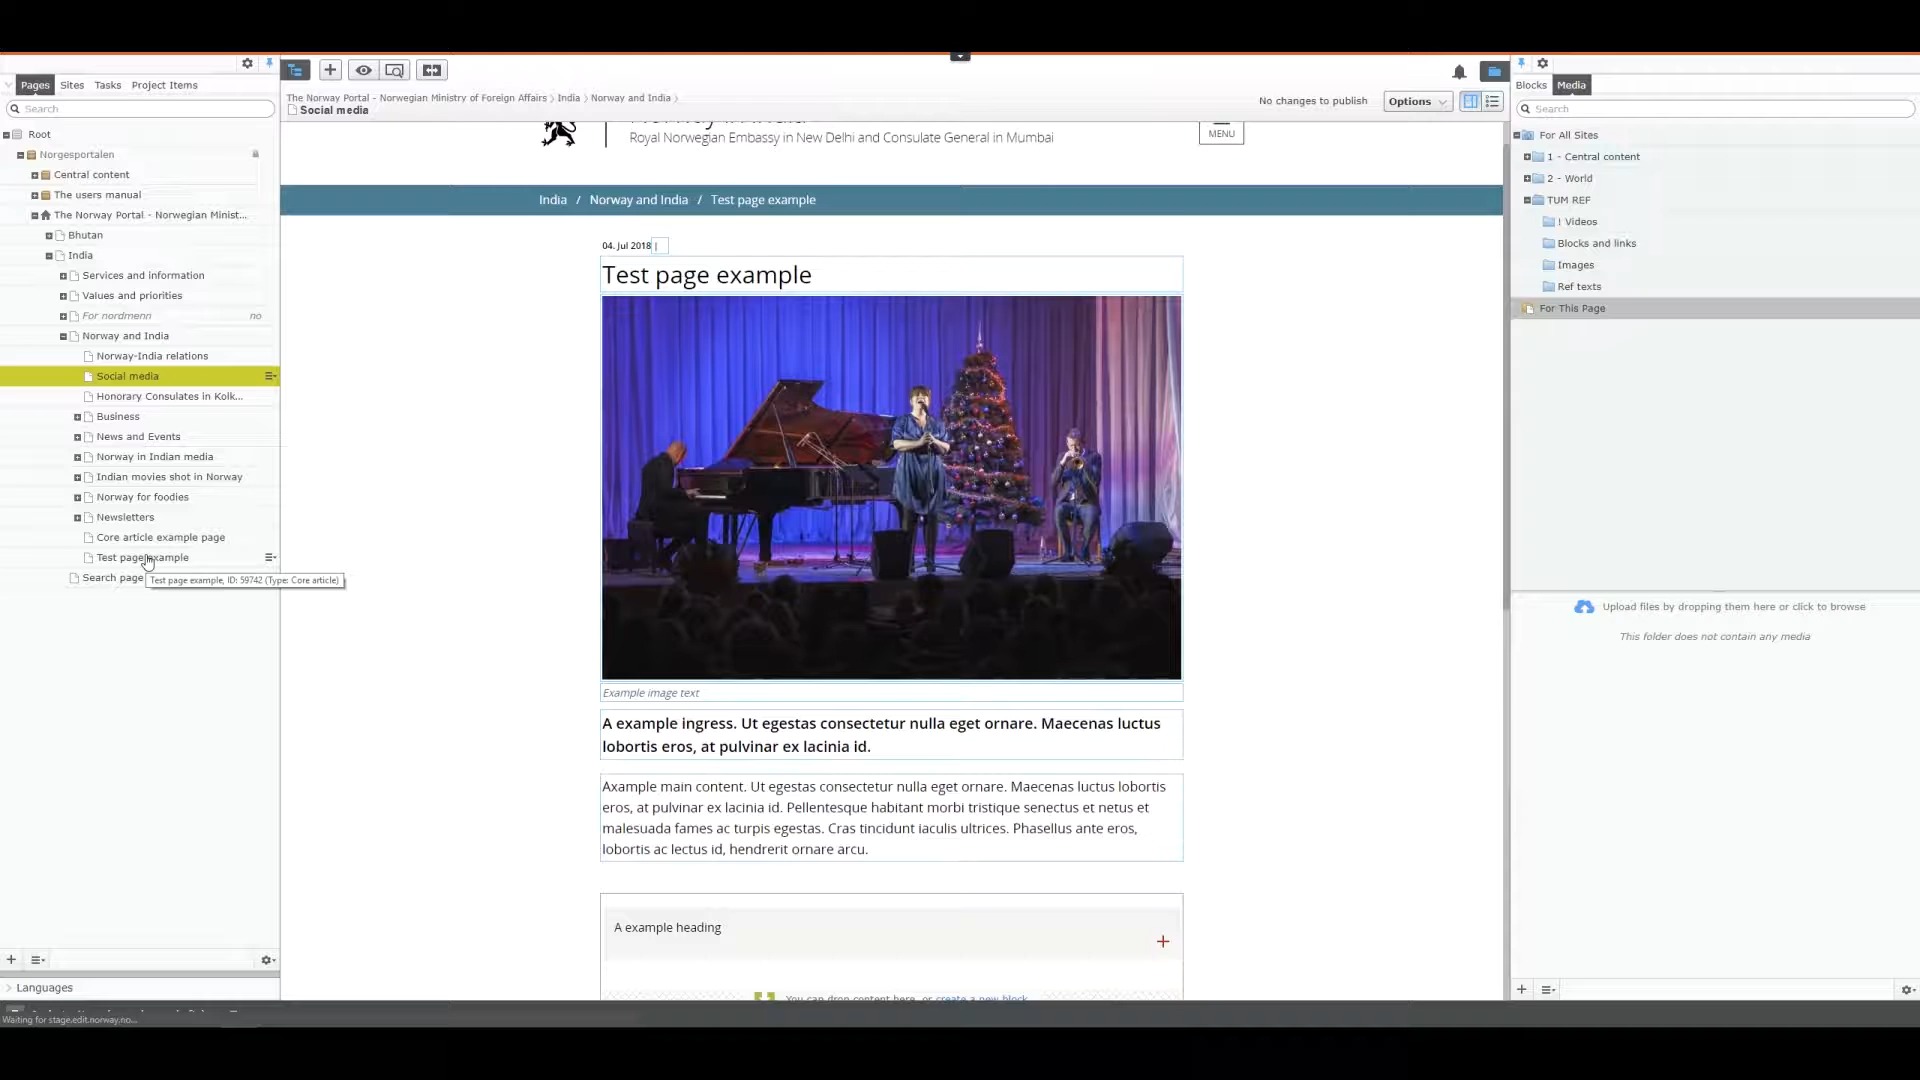 Pages Sites Tasks Project Items
Search
Root
Norgesportalen
Central content
The users manual
The Norway Portal - Norwegian Minist...
Bhutan
India
Services and information
Values and priorities
For nordmenn no
Norway and India
Norway-India relations
Social media
Honorary Consulates in Kolk...
Business
News and Events
Norway in Indian media
Indian movies shot in Norway
Norway for foodies
Newsletters
Core article example page
Test page example
Search page
Test page example, ID: 59742 (Type: Core article)
Languages
Waiting for stage.edit.norway.no...
The Norway Portal - Norwegian Ministry of Foreign Affairs India Norway and India
Social media
No changes to publish
Options
Royal Norwegian Embassy in New Delhi and Consulate General in Mumbai
MENU
India / Norway and India / Test page example
04. Jul 2018 |
Test page example
Example image text
A example ingress. Ut egestas consectetur nulla eget ornare. Maecenas luctus
lobortis eros, at pulvinar ex lacinia id.
Axample main content. Ut egestas consectetur nulla eget ornare. Maecenas luctus lobortis
eros, at pulvinar ex lacinia id. Pellentesque habitant morbi tristique senectus et netus et
malesuada fames ac turpis egestas. Cras tincidunt iaculis ultrices. Phasellus ante eros,
lobortis ac lectus id, hendrerit ornare arcu.
A example heading
You can drop content here, or create a new block
Blocks Media
Search
For All Sites
1 - Central content
2 - World
TUM REF
! Videos
Blocks and links
Images
Ref texts
For This Page
Upload files by dropping them here or click to browse
This folder does not contain any media